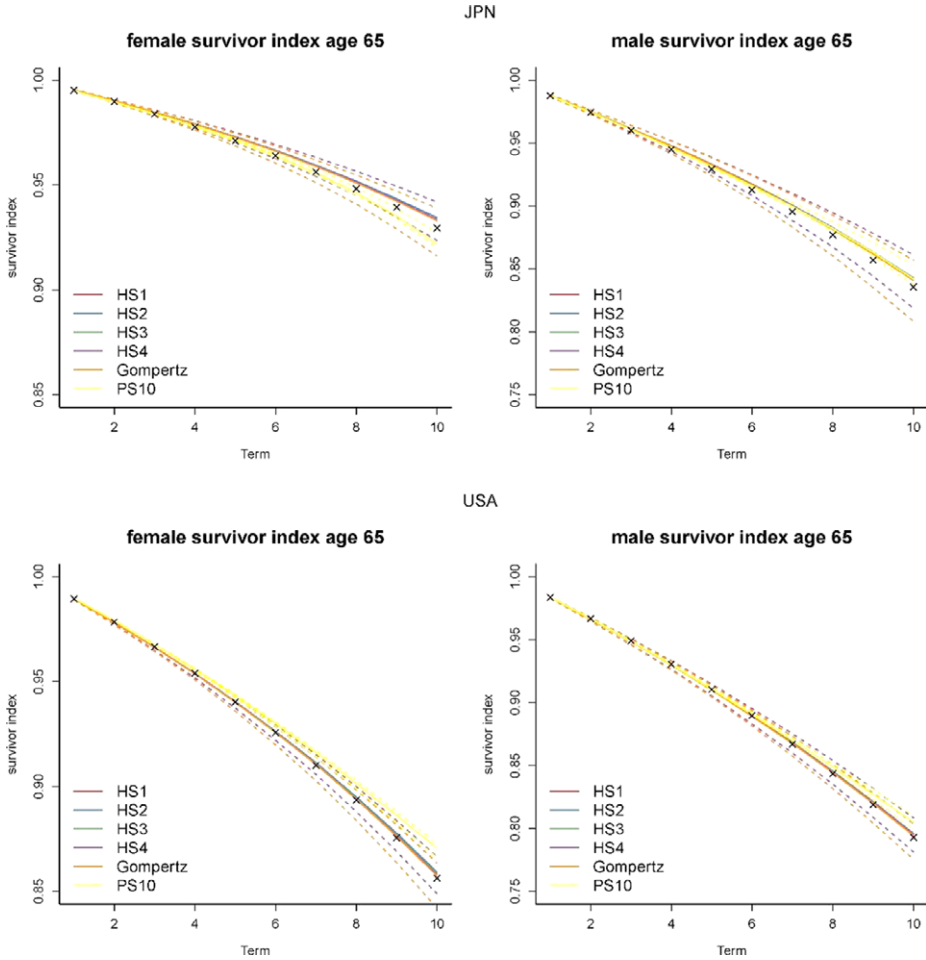 JPN
female survivor index age 65
survivor index
1.00
0.95
0.90
0.85
HS1
HS2
HS3
HS4
Gompertz
PS10
2 4 6 8 10
Term
male survivor index age 65
survivor index
1.00
0.95
0.90
0.85
0.80
0.75
HS1
HS2
HS3
HS4
Gompertz
PS10
2 4 6 8 10
Term
USA
female survivor index age 65
survivor index
1.00
0.95
0.90
0.85
HS1
HS2
HS3
HS4
Gompertz
PS10
2 4 6 8 10
Term
male survivor index age 65
survivor index
1.00
0.95
0.90
0.85
0.80
0.75
HS1
HS2
HS3
HS4
Gompertz
PS10
2 4 6 8 10
Term